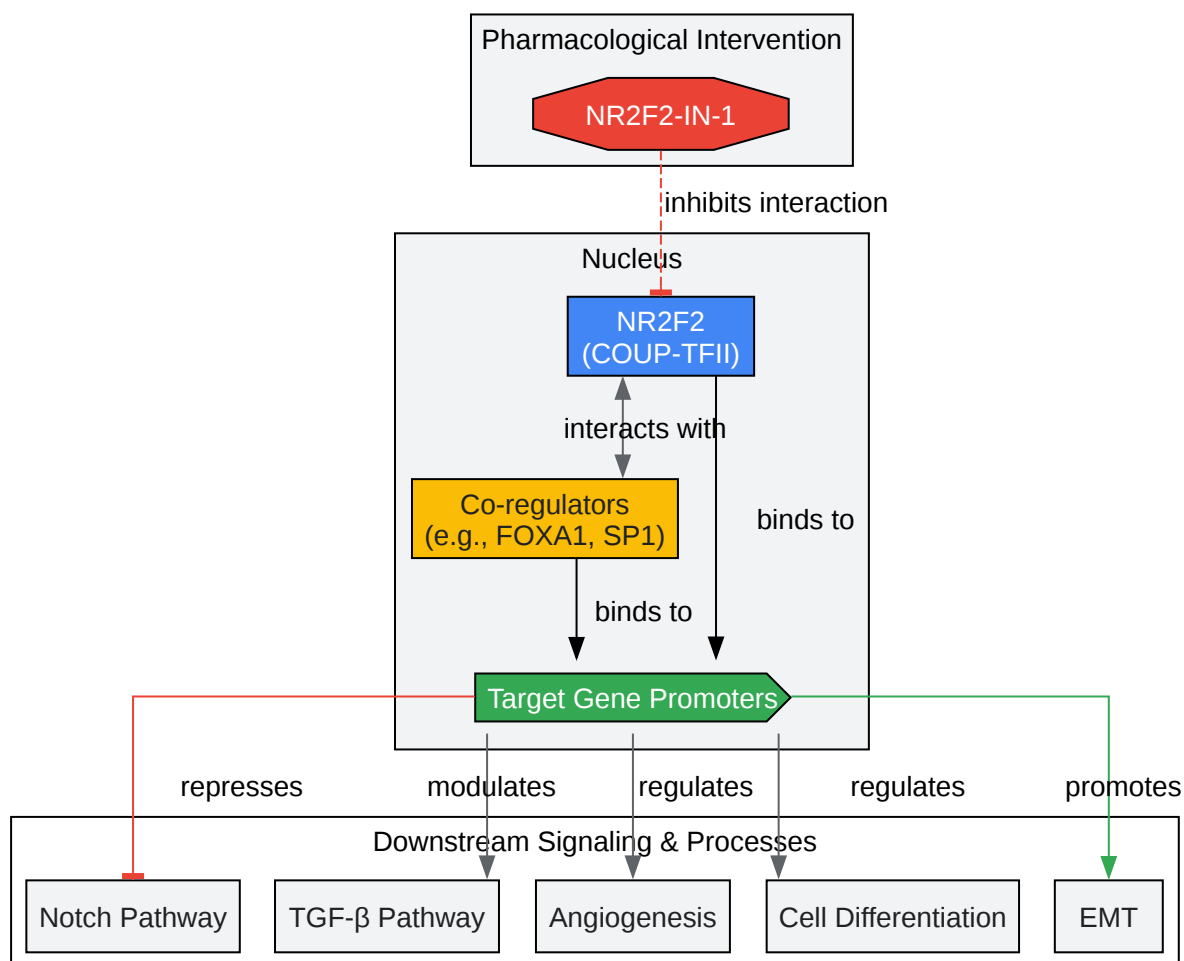 Pharmacological Intervention
NR2F2-IN-1
inhibits interaction
Nucleus
NR2F2
(COUP-TFII)
interacts with
Co-regulators
(e.g., FOXA1, SP1)
binds to
binds to
Target Gene Promoters
represses
modulates
regulates
regulates
promotes
Downstream Signaling & Processes
Notch Pathway
TGF-β Pathway
Angiogenesis
Cell Differentiation
EMT